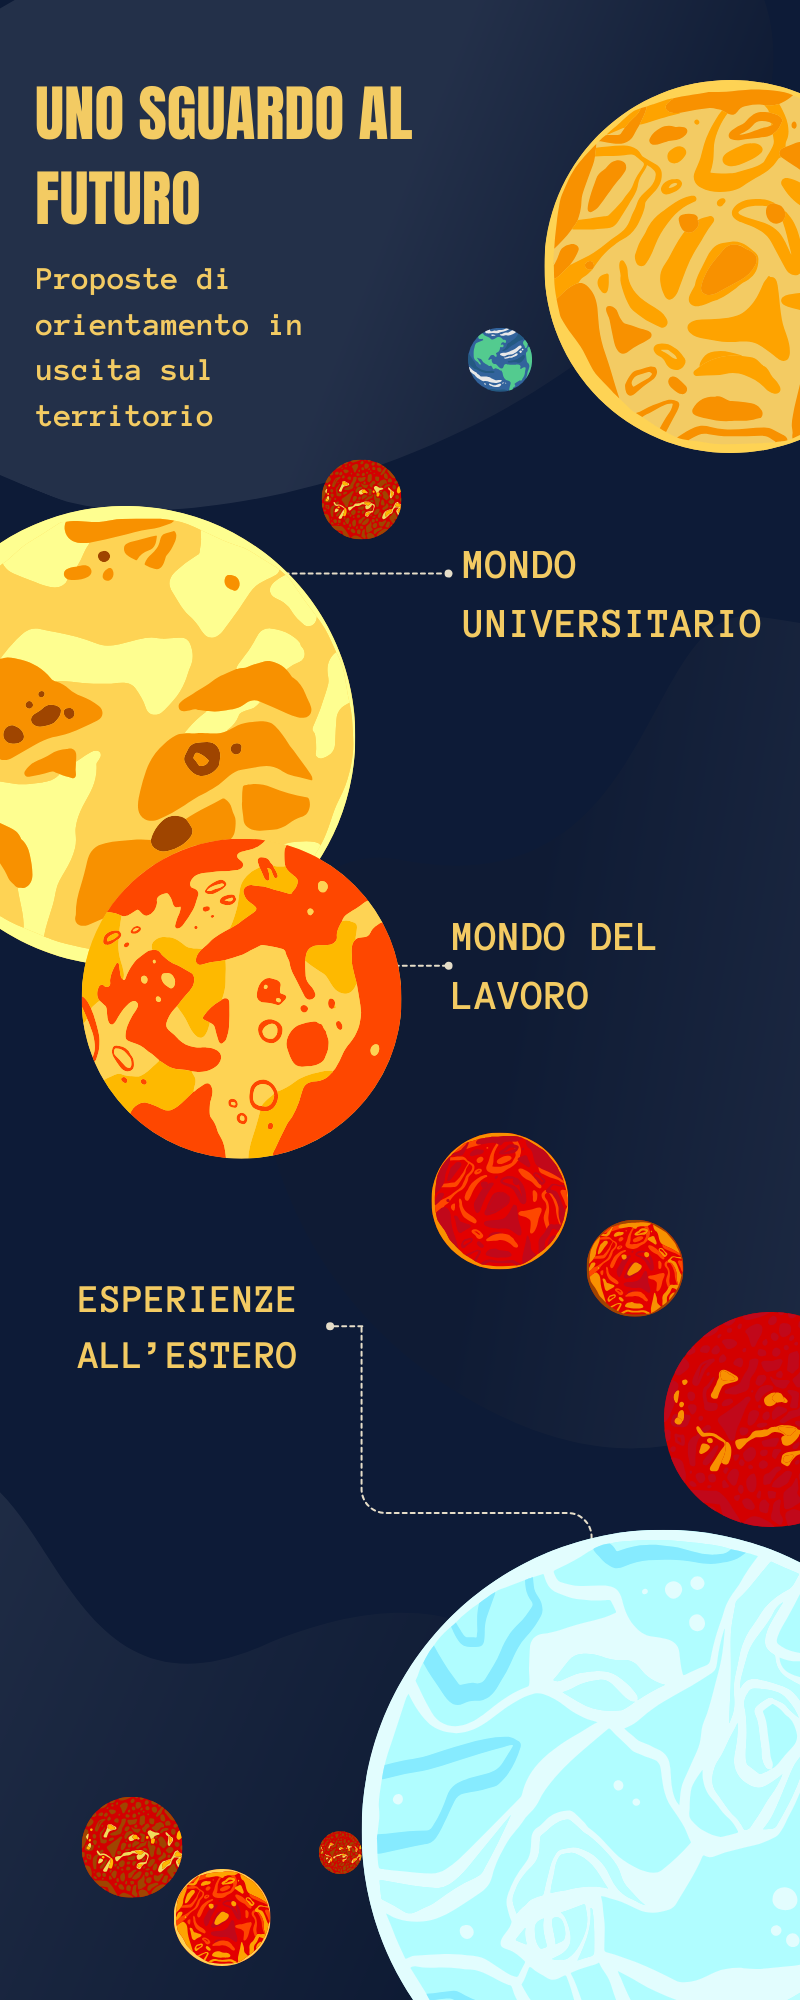 UNO SGUARDO AL
FUTURO
Proposte di
orientamento in
uscita sul
territorio
MONDO
UNIVERSITARIO
MONDO DEL
LAVORO
ESPERIENZE
ALL’ESTERO